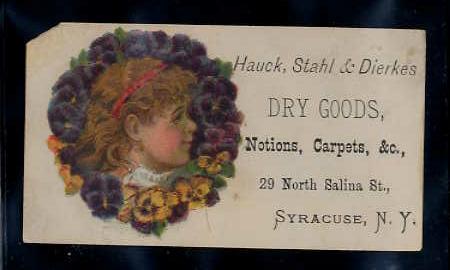 Hauck, Stahl & Dierkes
DRY GOODS,
Notions, Carpets, &c.,
29 North Salina St.,
SYRACUSE, N. Y.